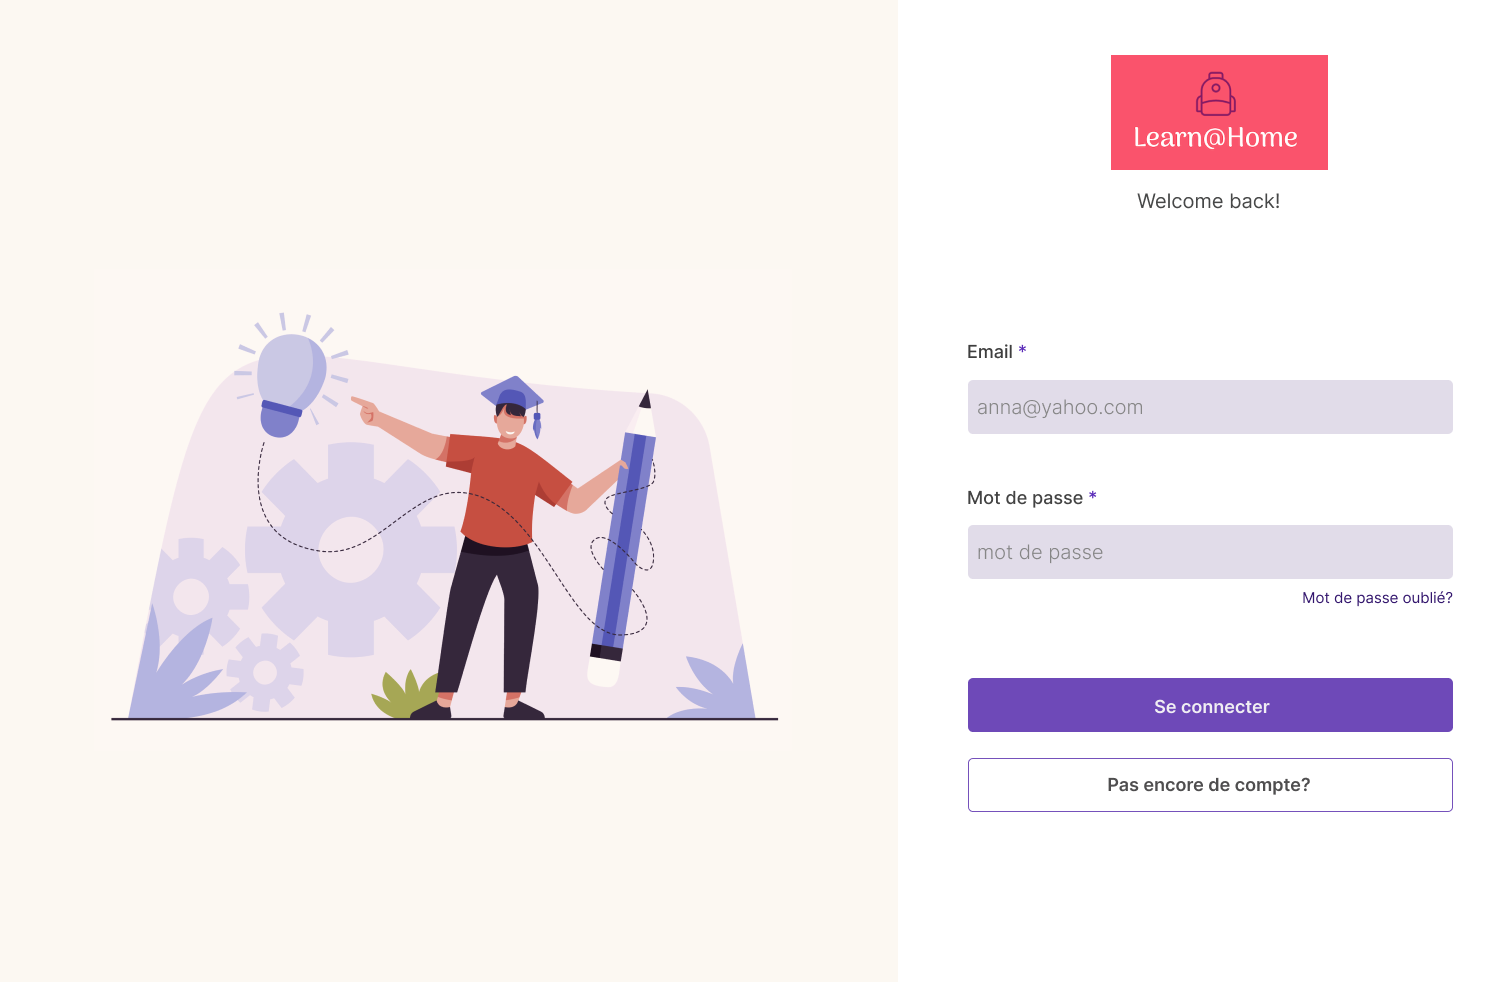 Learn@Home
Welcome back!
Email *
anna@yahoo.com
Mot de passe *
mot de passe
Mot de passe oublié?
Se connecter
Pas encore de compte?